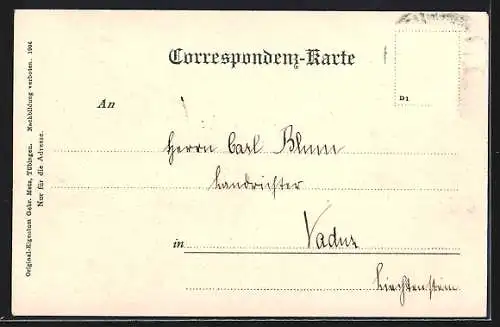 Correspondenz-Karte
D1
An
Herrn Carl Blum
Landrichter
in Vaduz
Liechtenstein
Original-Eigentum Gebr. Metz, Tübingen. Nachbildung verboten. 1904
Nur für die Adresse.